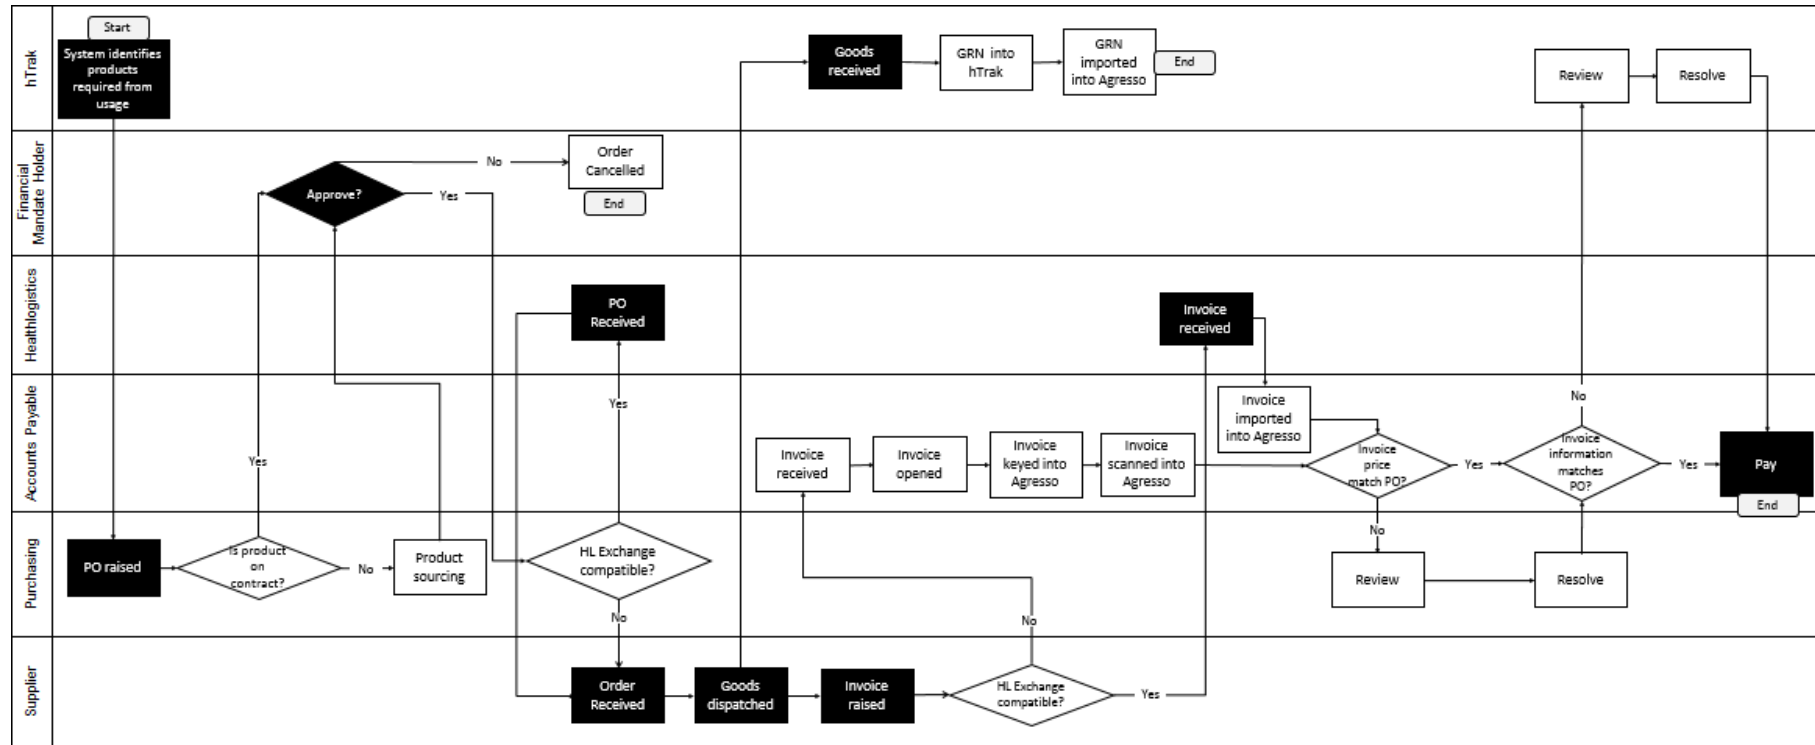 hTrak
Start
System identifies
products
required from
usage
Goods
received
GRN into
hTrak
GRN
imported
into Agresso
End
Review
Resolve
Financial
Mandate Holder
Approve?
No
Yes
Order
Cancelled
End
Healthlogistics
PO
Received
Invoice
received
Accounts Payable
Yes
Yes
Invoice
received
Invoice
opened
Invoice
keyed into
Agresso
Invoice
scanned into
Agresso
Invoice
imported
into Agresso
Invoice
price
match PO?
Yes
No
Invoice
information
matches
PO?
Yes
Pay
End
Purchasing
PO raised
Is product
on
contract?
No
Product
sourcing
HL Exchange
compatible?
No
No
No
Review
Resolve
Supplier
Order
Received
Goods
dispatched
Invoice
raised
HL Exchange
compatible?
Yes